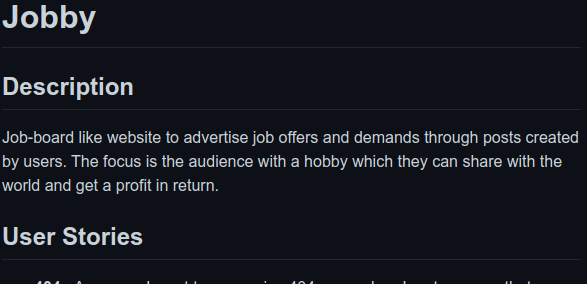 Jobby
Description
Job-board like website to advertise job offers and demands through posts created
by users. The focus is the audience with a hobby which they can share with the
world and get a profit in return.
User Stories